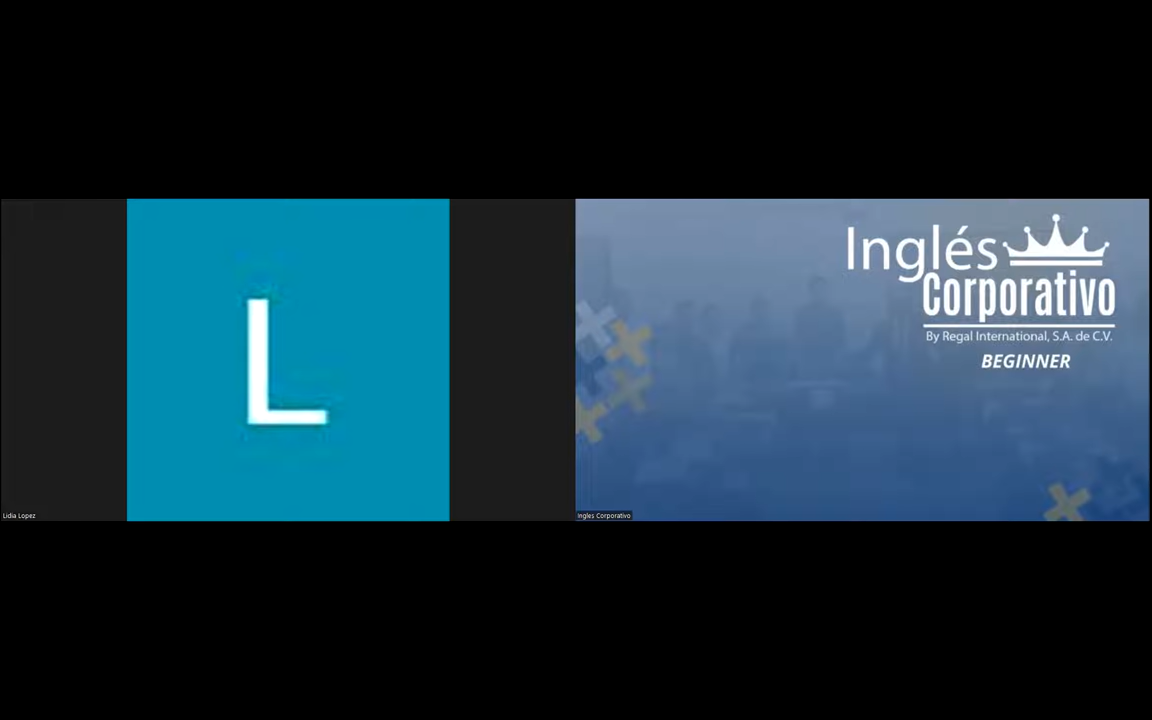 L
Lidia Lopez
Inglés
Corporativo
By Regal International, S.A. de C.V.
BEGINNER
Ingles Corporativo